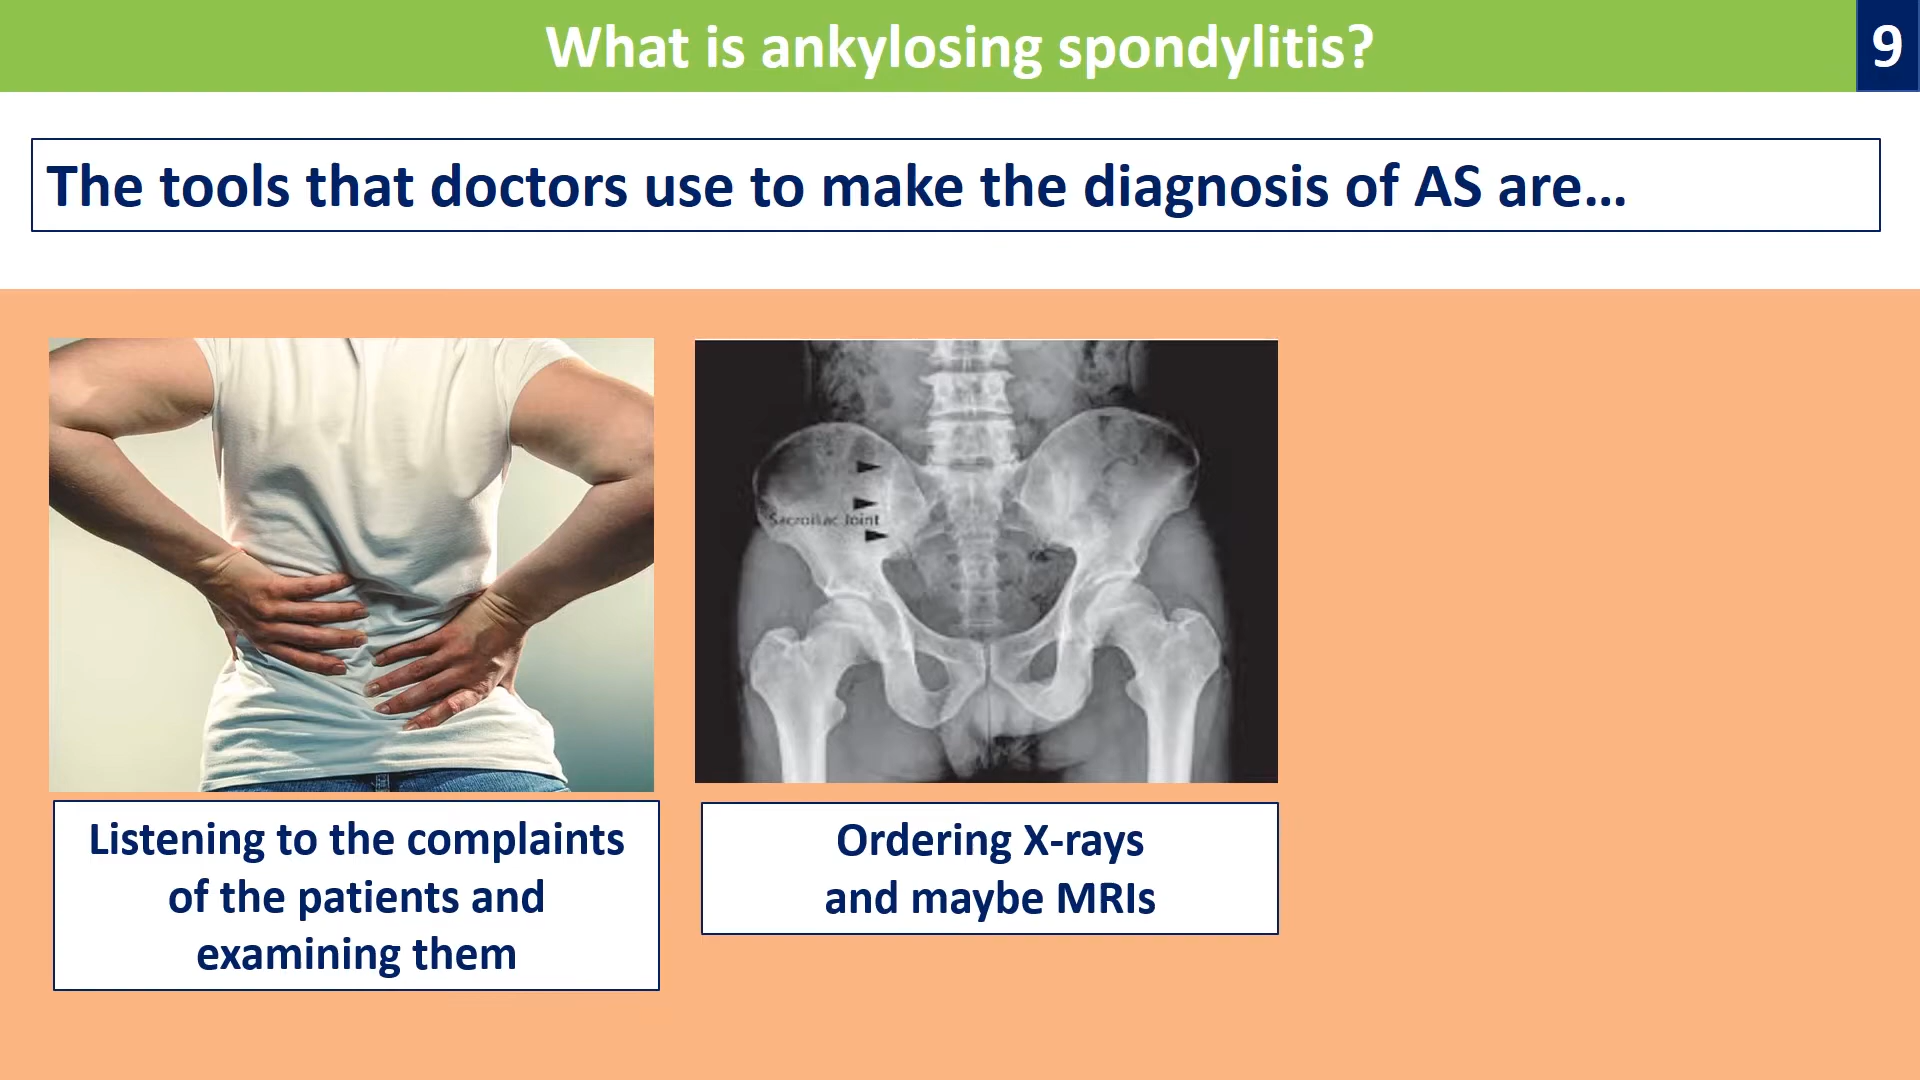 What is ankylosing spondylitis?
9
The tools that doctors use to make the diagnosis of AS are...
Sacroiliac Joint
Listening to the complaints
of the patients and
examining them
Ordering X-rays
and maybe MRIs